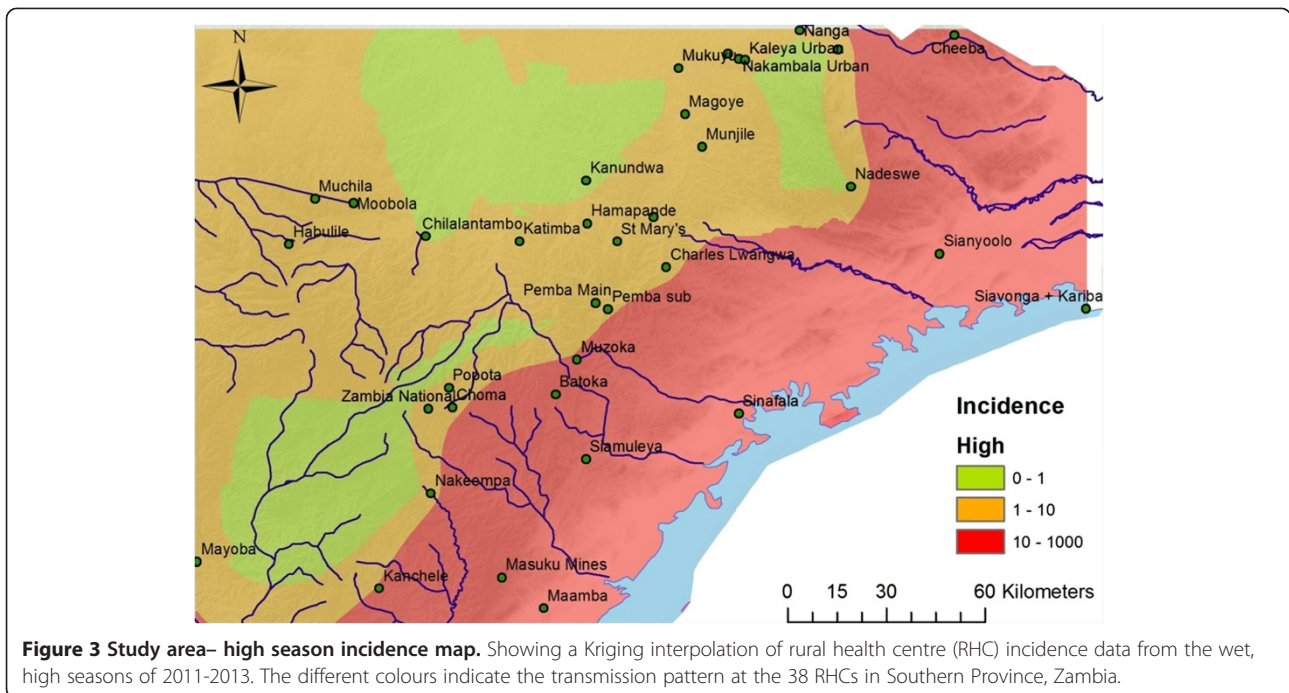 N
Nanga
Cheeba
Mukuyu
Kaleya Urban
Nakambala Urban
Magoye
Munjile
Kanundwa
Nadeswe
Muchila
Moobola
Hamapande
Habulile
Chilalantambo
Katimba
St Mary's
Charles Lwangwa
Sianyoolo
Pemba Main
Pemba sub
Siavonga + Kariba
Muzoka
Popota
Batoka
Zambia National
Choma
Sinafala
Siamuleya
Nakeempa
Mayoba
Kanchele
Masuku Mines
Maamba
Incidence
High
0 - 1
1 - 10
10 - 1000
0 15 30 60 Kilometers
Figure 3 Study area– high season incidence map. Showing a Kriging interpolation of rural health centre (RHC) incidence data from the wet,
high seasons of 2011-2013. The different colours indicate the transmission pattern at the 38 RHCs in Southern Province, Zambia.